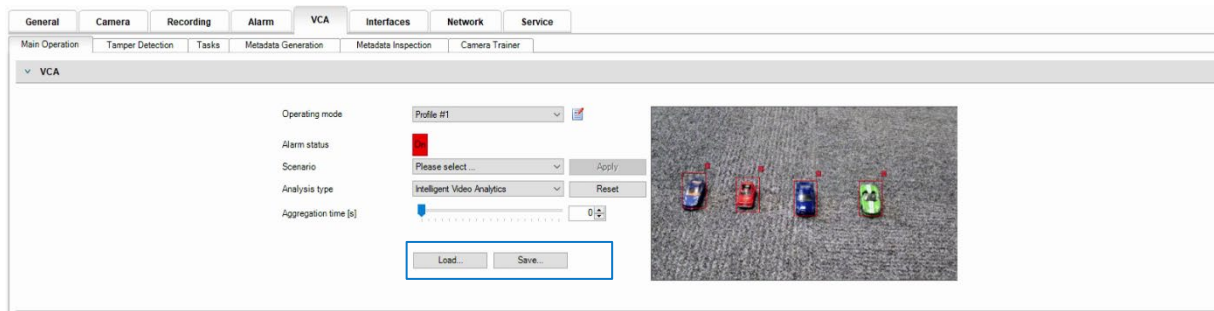 General Camera Recording Alarm VCA Interfaces Network Service
Main Operation Tamper Detection Tasks Metadata Generation Metadata Inspection Camera Trainer
VCA
Operating mode Profile #1
Alarm status On
Scenario Please select ... Apply
Analysis type Intelligent Video Analytics Reset
Aggregation time [s] 0
Load... Save...